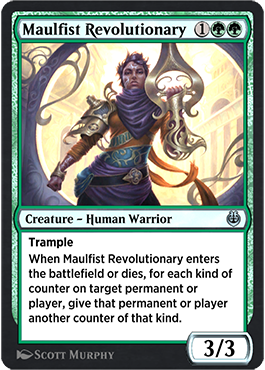 Maulfist Revolutionary 1
Creature – Human Warrior
Trample
When Maulfist Revolutionary enters
the battlefield or dies, for each kind of
counter on target permanent or
player, give that permanent or player
another counter of that kind.
3/3
Scott Murphy